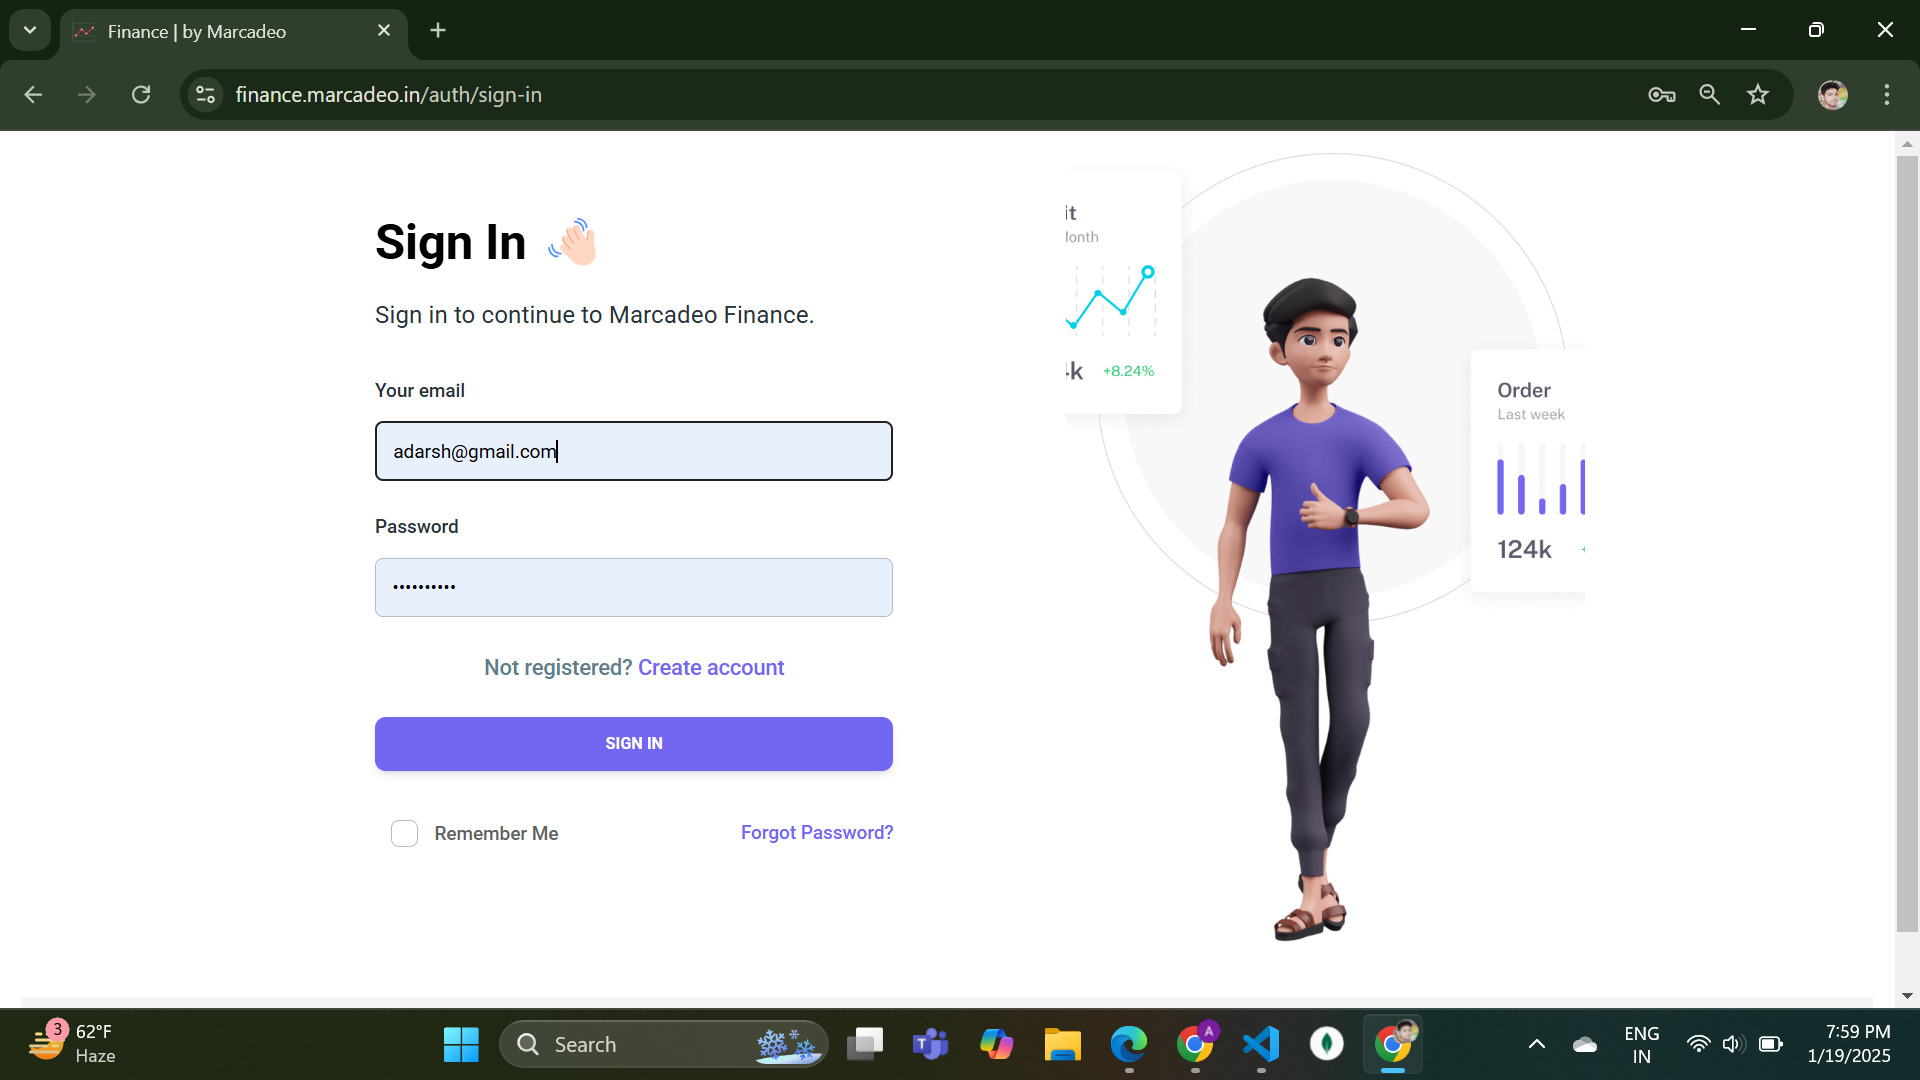 Finance | by Marcadeo
finance.marcadeo.in/auth/sign-in
Sign In
Sign in to continue to Marcadeo Finance.
Your email
adarsh@gmail.com
Password
••••••••••
Not registered? Create account
SIGN IN
Remember Me
Forgot Password?
it
Month
4k +8.24%
Order
Last week
124k +
3
62°F
Haze
Search
T
A
ENG
IN
7:59 PM
1/19/2025